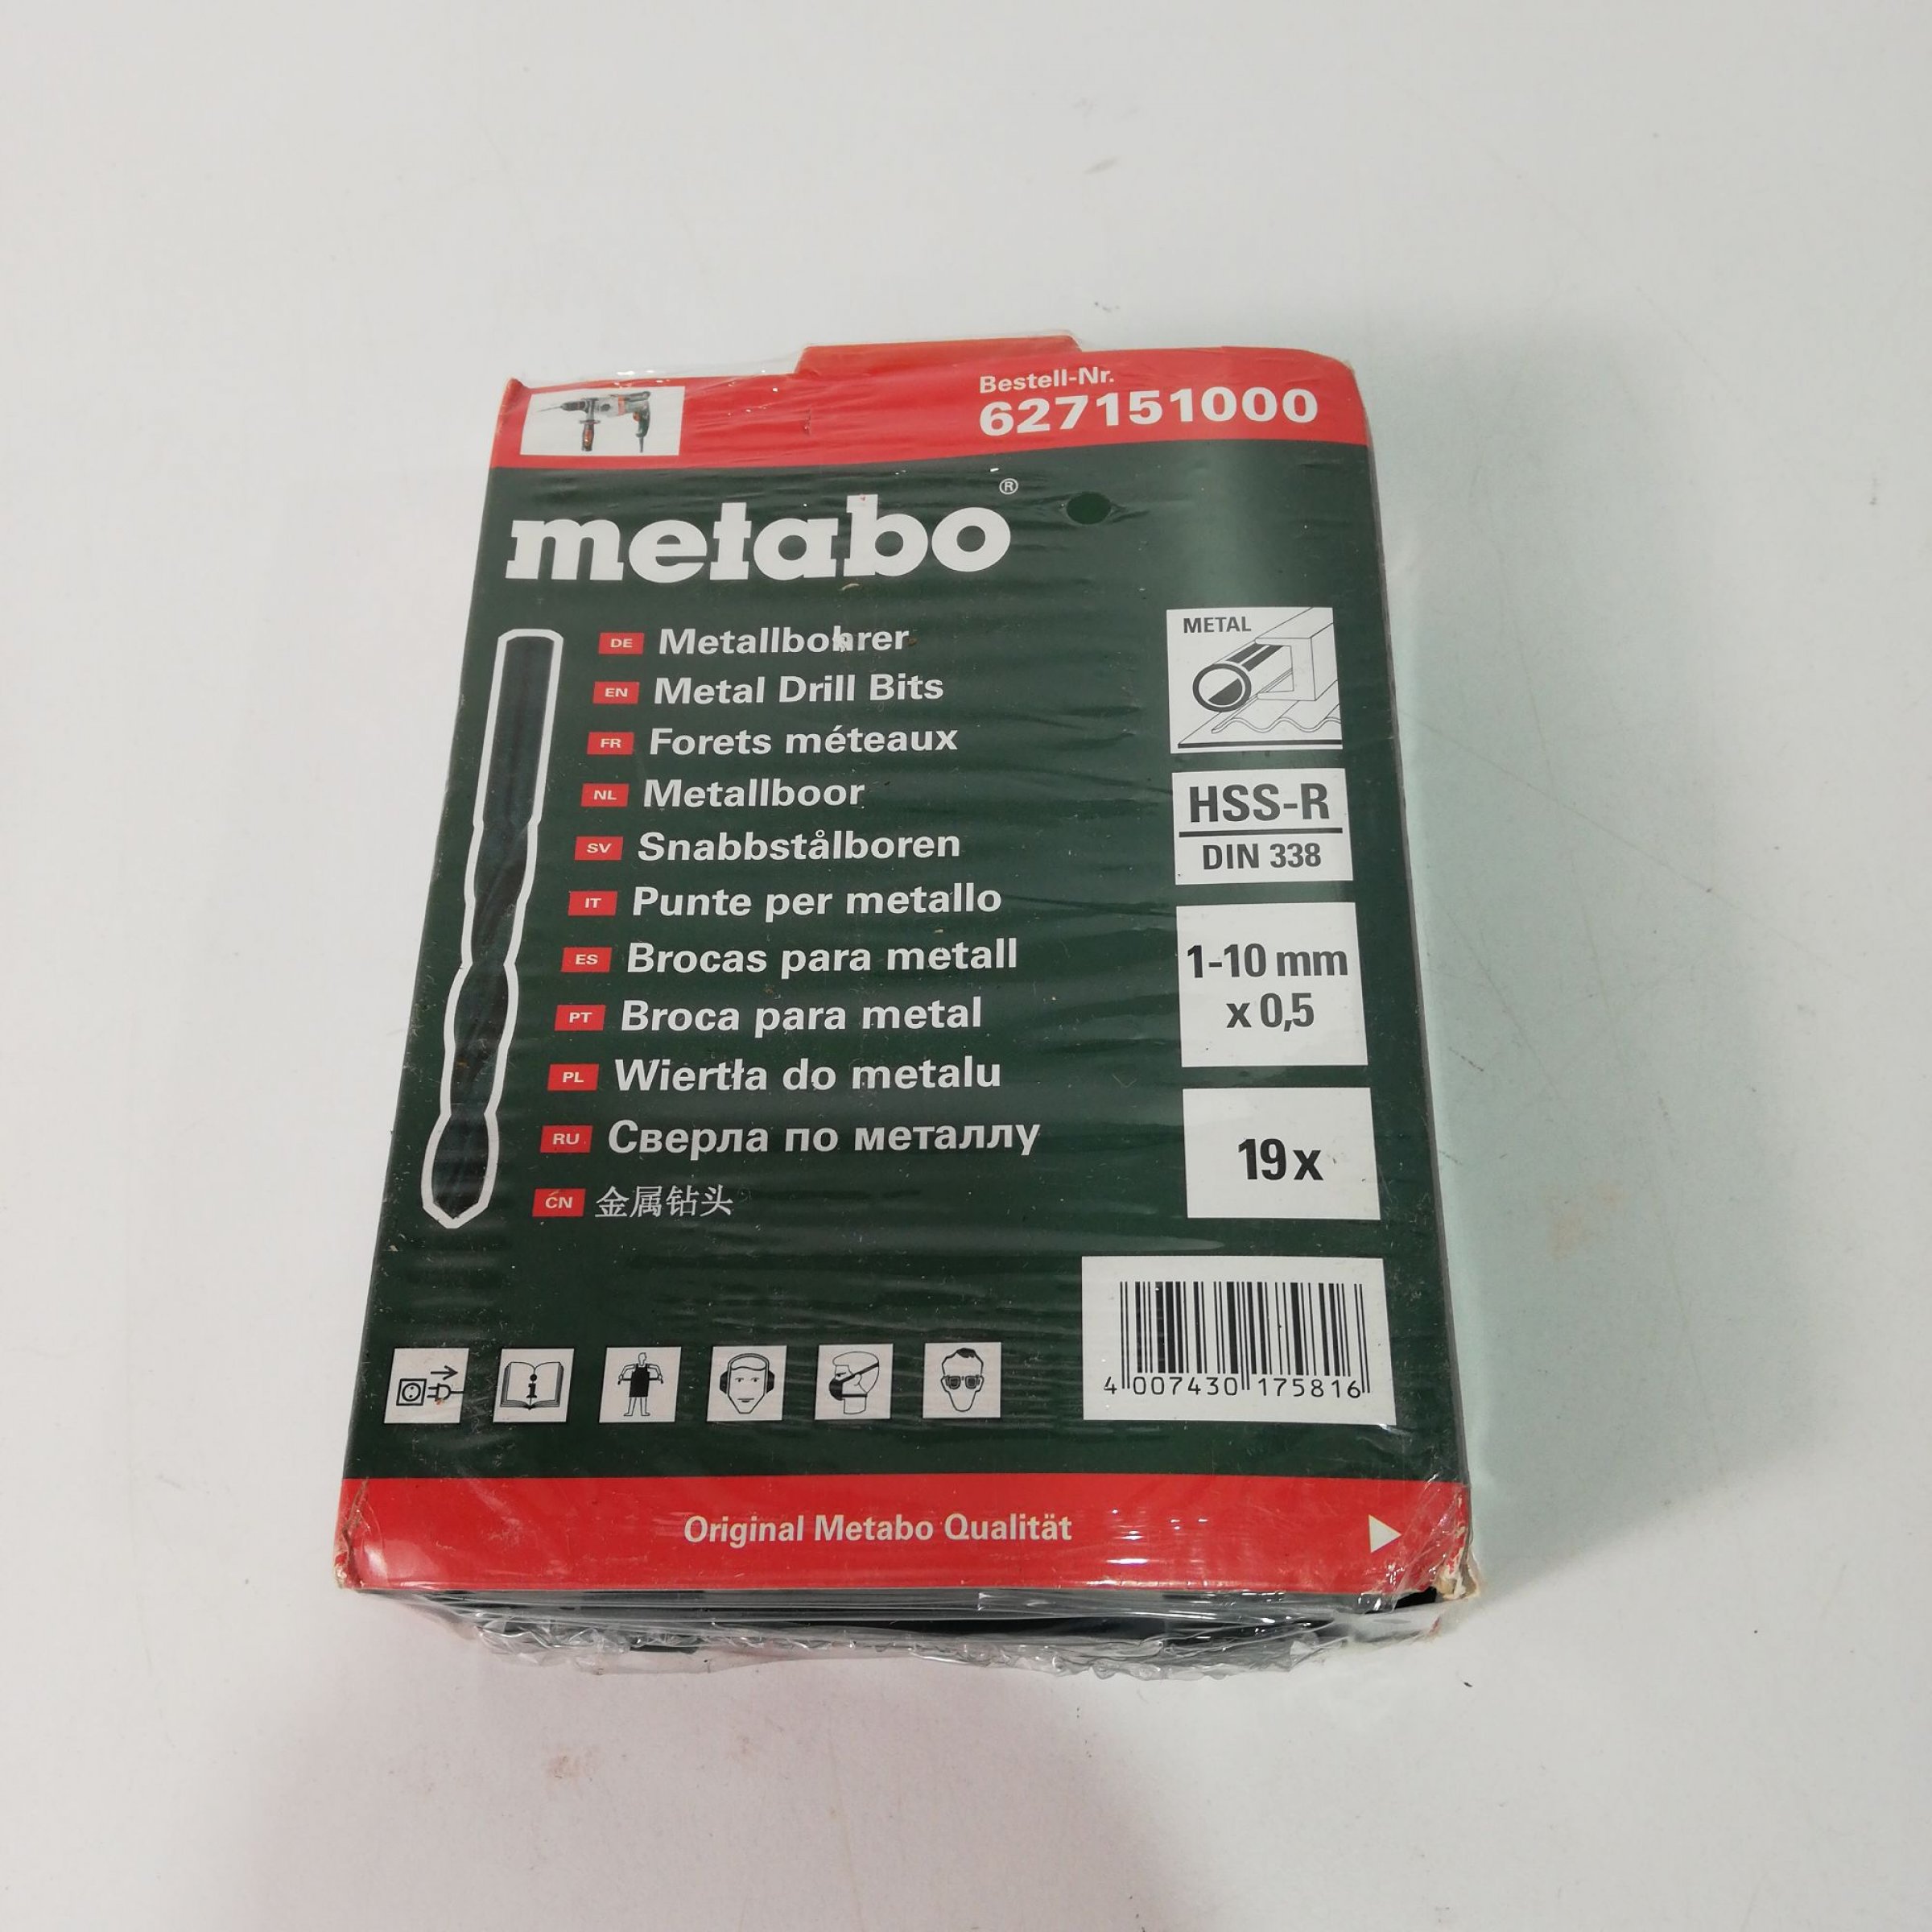 Bestell-Nr.
627151000
metabo®
DE Metallbohrer
EN Metal Drill Bits
FR Forets méteaux
NL Metallboor
SV Snabbstålboren
IT Punte per metallo
ES Brocas para metall
PT Broca para metal
PL Wiertła do metalu
RU Сверла по металлу
CN 金属钻头
METAL
HSS-R
DIN 338
1-10 mm
x 0,5
19x
4 007430 175816
Original Metabo Qualität